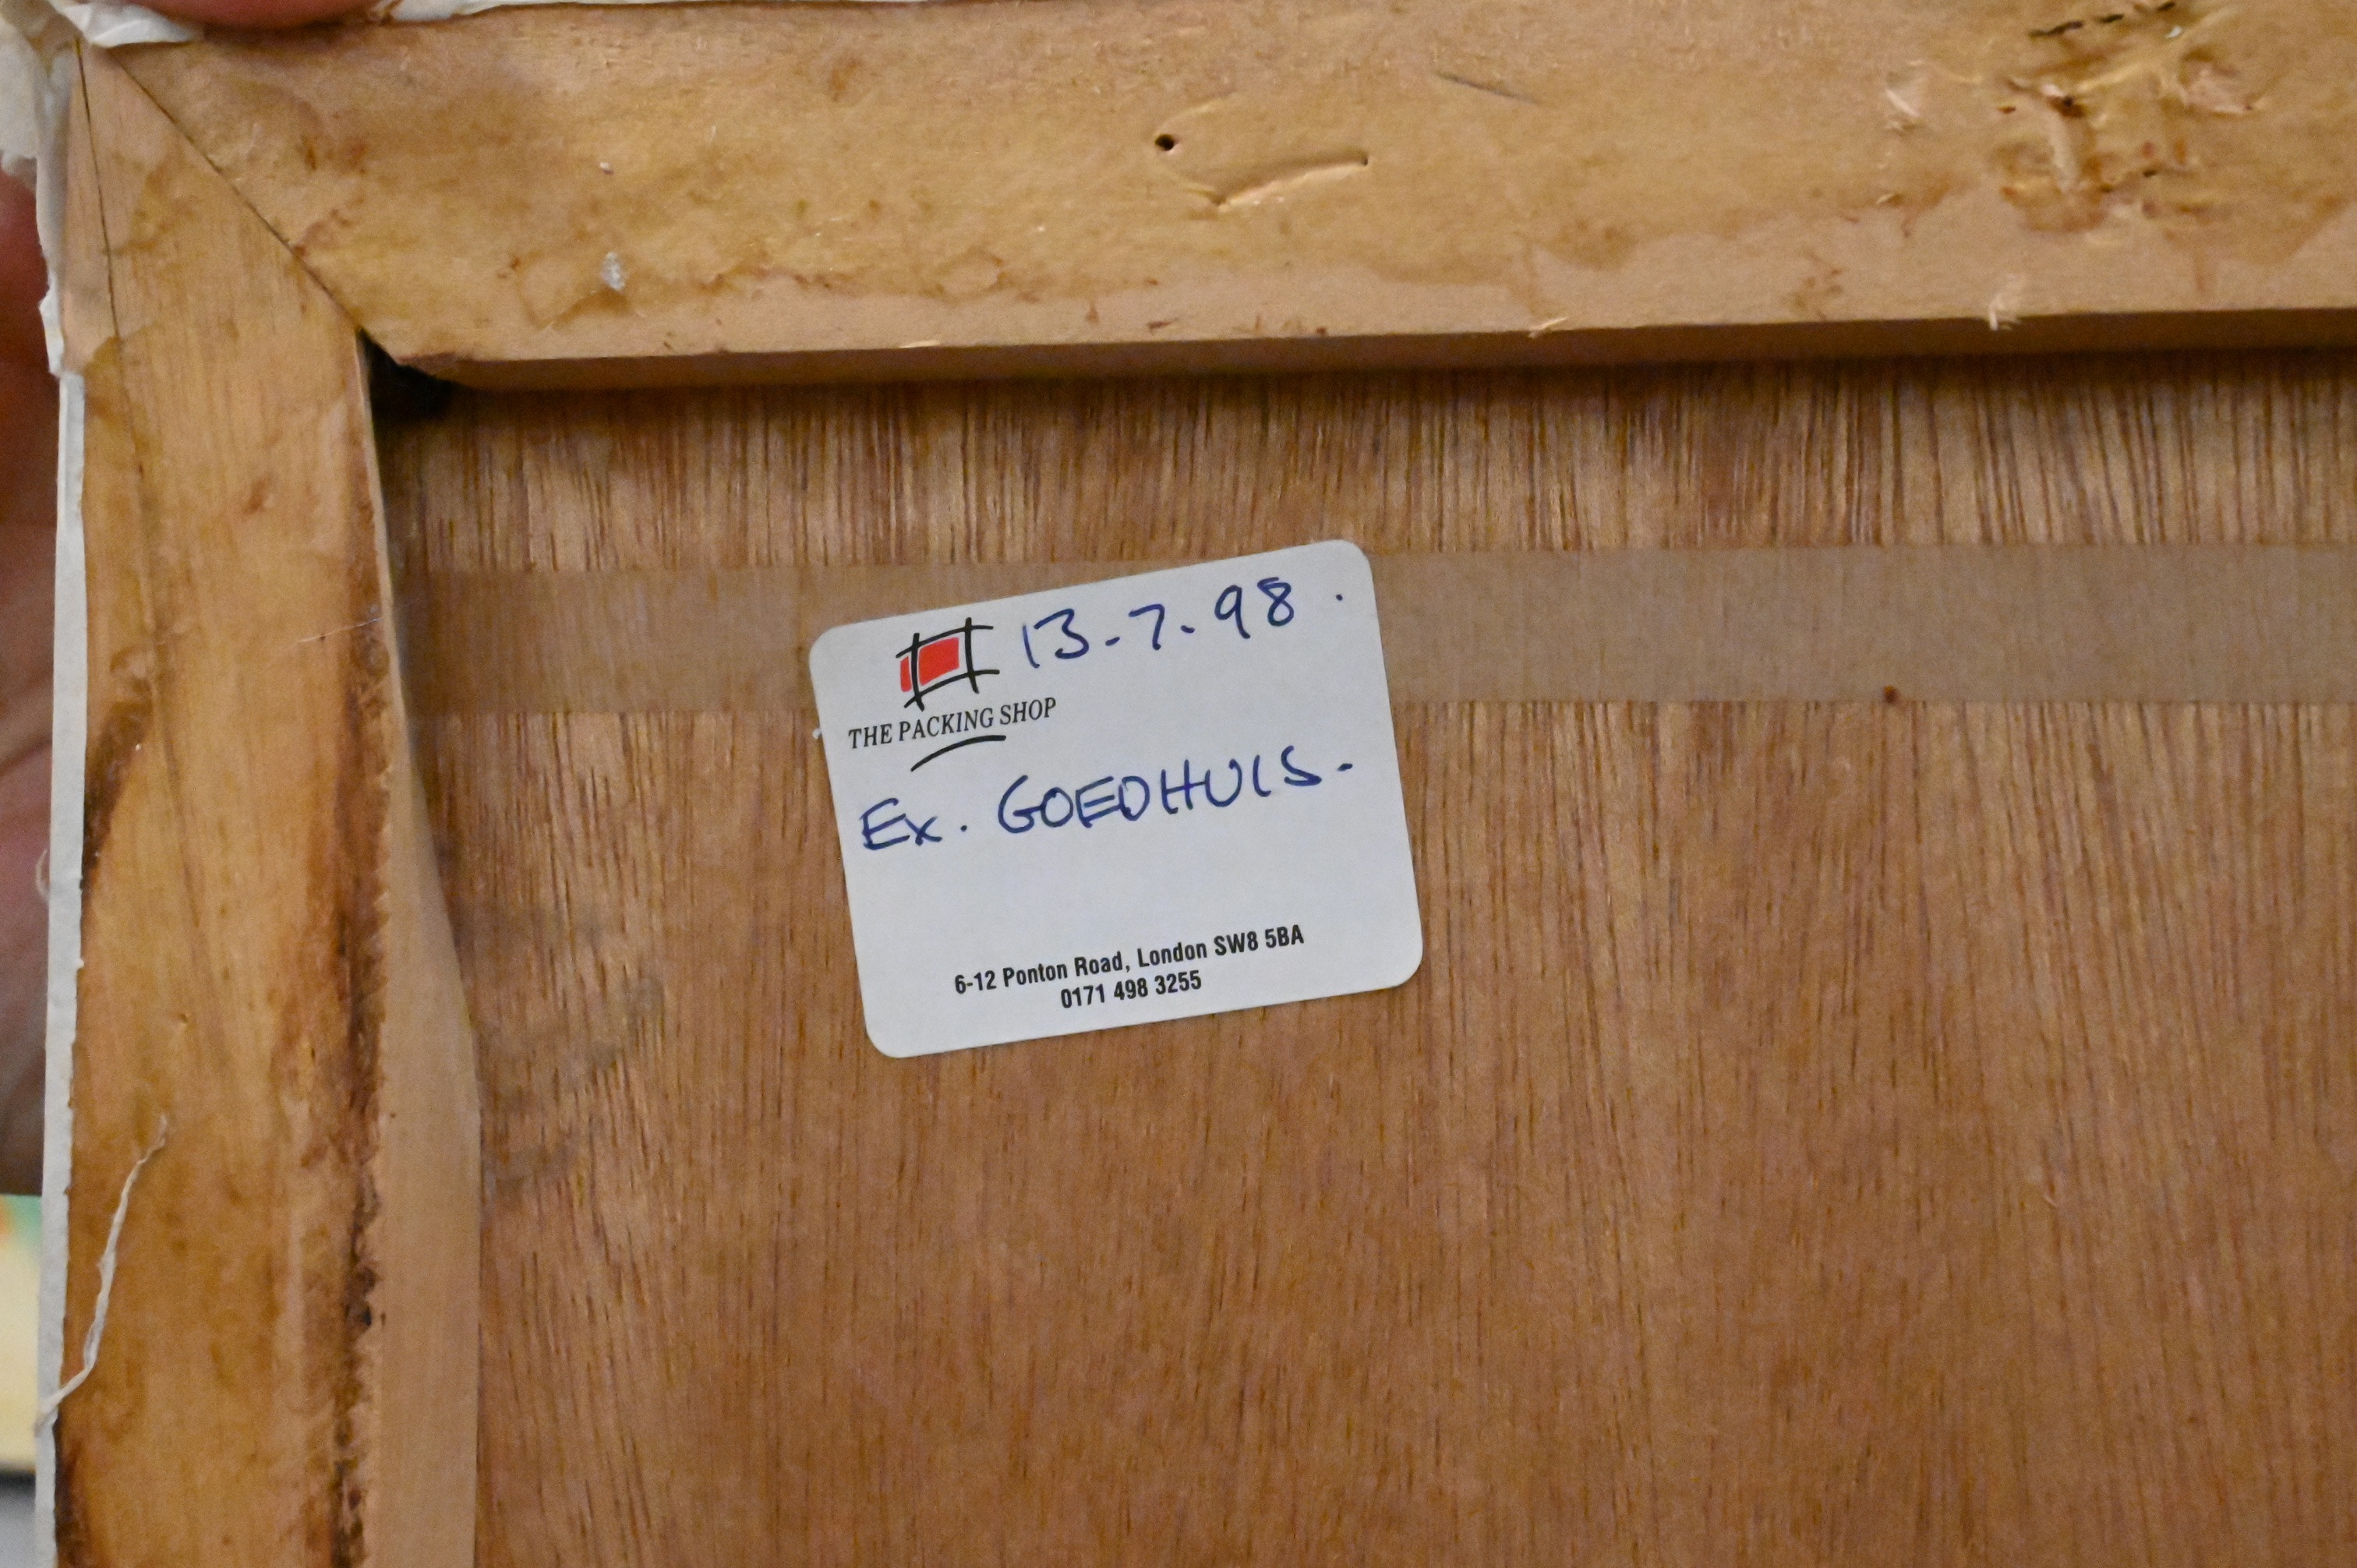 13-7-98.
THE PACKING SHOP
Ex. GOEDHUIS.
6-12 Ponton Road, London SW8 5BA
0171 498 3255